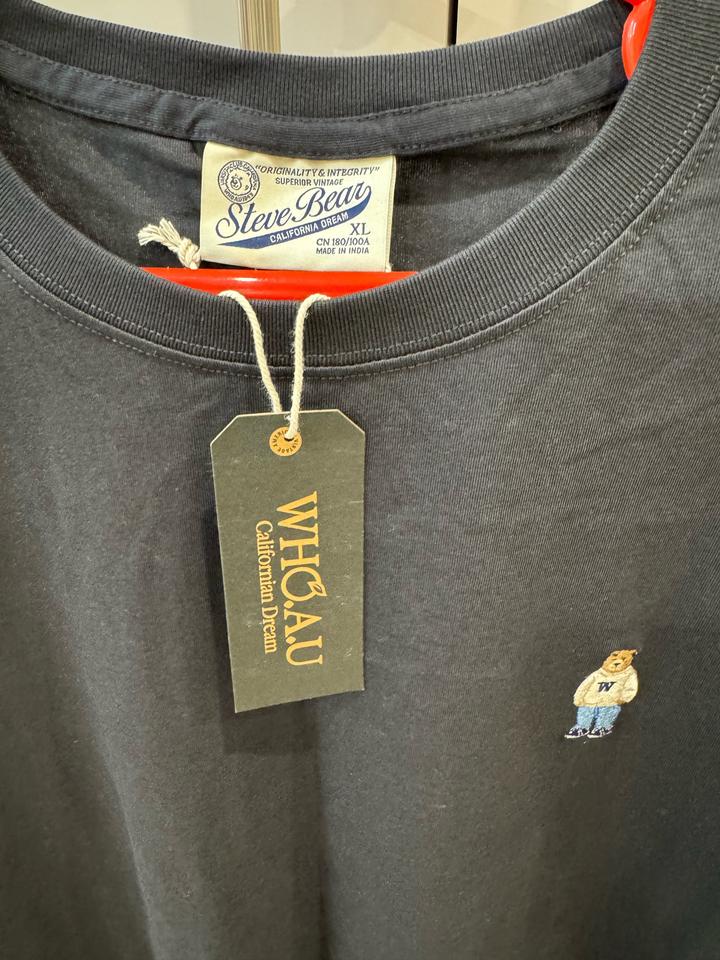 "ORIGINALITY & INTEGRITY"
SUPERIOR VINTAGE
Steve Bear
CALIFORNIA DREAM
XL
CN 180/100A
MADE IN INDIA
WHO.A.U
Californian Dream
W